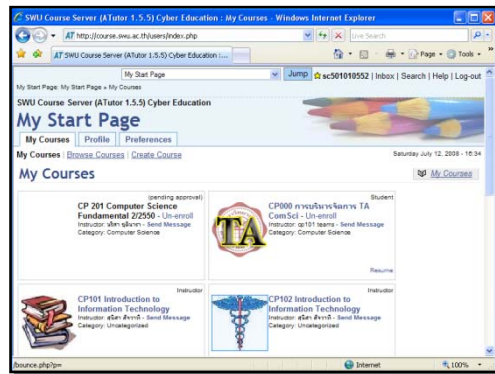 SWU Course Server (ATutor 1.5.5) Cyber Education : My Courses - Windows Internet Explorer
http://course.swu.ac.th/users/index.php
Live Search
SWU Course Server (ATutor 1.5.5) Cyber Education :...
Page
Tools
My Start Page
Jump
sc501010552 | Inbox | Search | Help | Log-out
My Start Page: My Start Page » My Courses
SWU Course Server (ATutor 1.5.5) Cyber Education
My Start Page
My Courses
Profile
Preferences
My Courses | Browse Courses | Create Course
Saturday July 12, 2008 - 16:34
My Courses
My Courses
(pending approval)
CP 201 Computer Science
Fundamental 2/2550 - Un-enroll
Instructor: - Send Message
Category: Computer Science
Student
TA
CP000 การบริหารจัดการ TA
ComSci - Un-enroll
Instructor: cp101 teams - Send Message
Category: Computer Science
Resume
Instructor
CP101 Introduction to
Information Technology
Instructor: - Send Message
Category: Uncategorized
Instructor
CP102 Introduction to
Information Technology
Instructor: - Send Message
Category: Uncategorized
/bounce.php?p=
Internet
100%